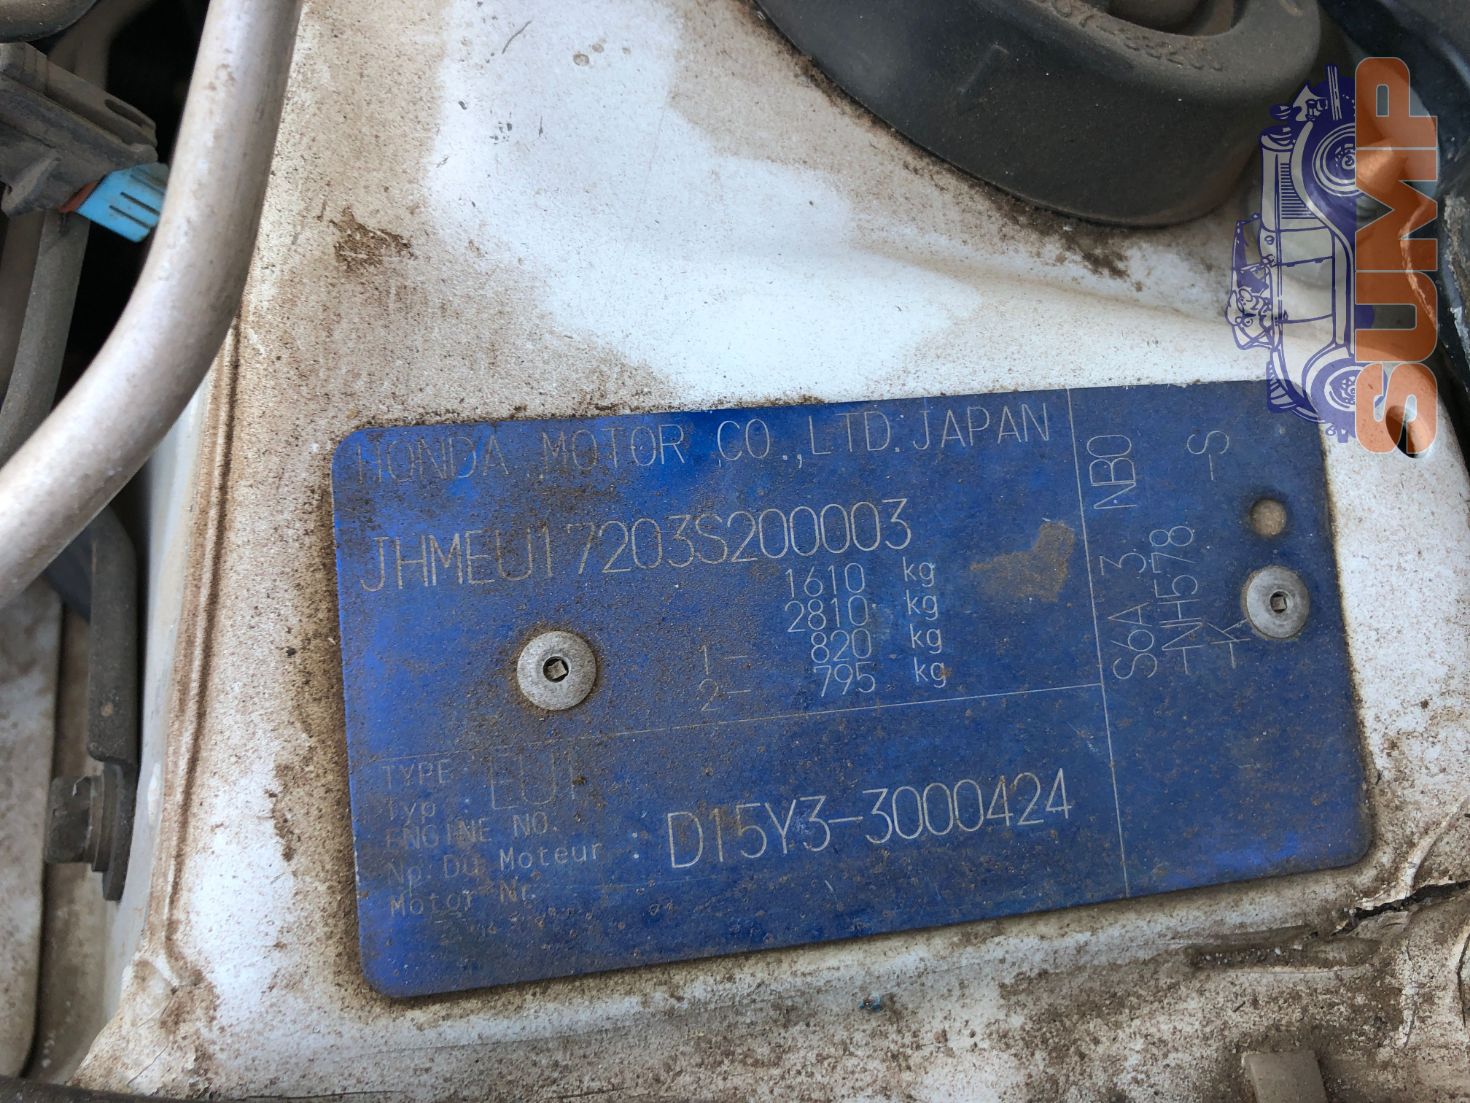 HONDA MOTOR CO.,LTD.JAPAN
JHMEU17203S200003
1610 kg
2810 kg
1- 820 kg
2- 795 kg
TYPE
Typ
EU1
ENGINE NO.
No.Du Moteur :
Motor Nr.
D15Y3-3000424
S6A 3 NB0
-NH578
-S
SUMP